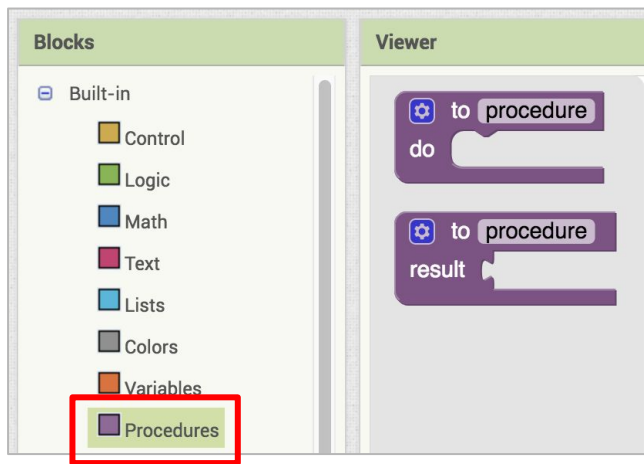 Blocks
Built-in
Control
Logic
Math
Text
Lists
Colors
Variables
Procedures
Viewer
to procedure
do
to procedure
result